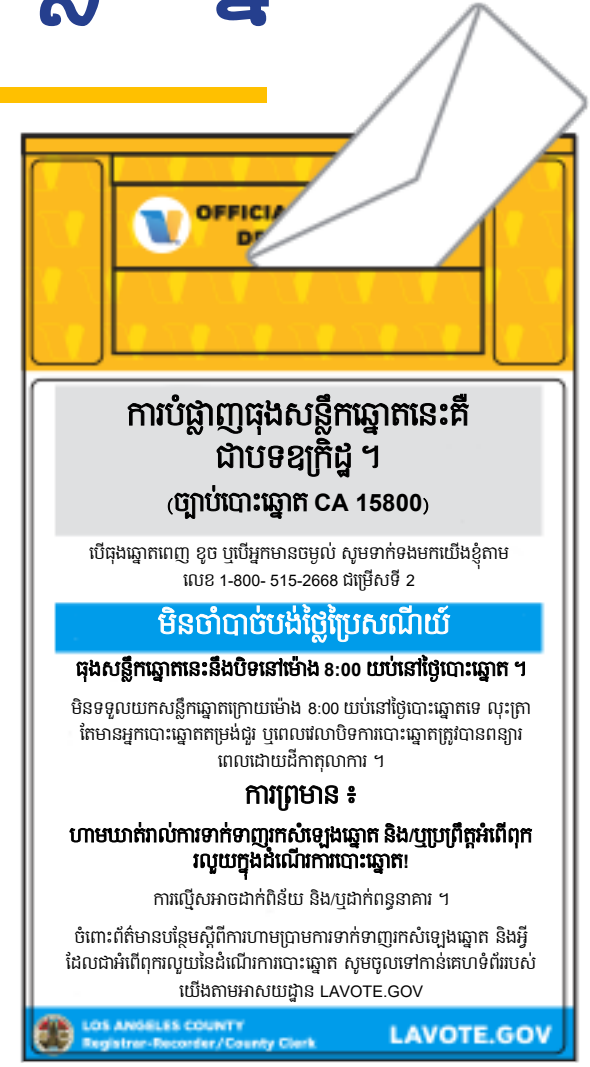 OFFICIA
ការបំផ្លាញធុងសន្លឹកឆ្នោតនេះគឺ
ជាបទឧក្រិដ្ឋ ។
(ច្បាប់បោះឆ្នោត CA 15800)
បើធុងឆ្នោតពេញ ខូច ឬបើអ្នកមានចម្ងល់ សូមទាក់ទងមកយើងខ្ញុំតាម
លេខ 1-800- 515-2668 ជម្រើសទី 2
មិនចាំបាច់បង់ថ្លៃប្រៃសណីយ៍
ធុងសន្លឹកឆ្នោតនេះនឹងបិទនៅម៉ោង 8:00 យប់នៅថ្ងៃបោះឆ្នោត ។
មិនទទួលយកសន្លឹកឆ្នោតក្រោយម៉ោង 8:00 យប់នៅថ្ងៃបោះឆ្នោតទេ លុះត្រា
តែមានអ្នកបោះឆ្នោតតម្រង់ជួរ ឬពេលវេលាបិទការបោះឆ្នោតត្រូវបានពន្យារ
ពេលដោយដីកាតុលាការ ។
ការព្រមាន ៖
ហាមឃាត់រាល់ការទាក់ទាញរកសំឡេងឆ្នោត និង/ឬប្រព្រឹត្តអំពើពុក
រលួយក្នុងដំណើរការបោះឆ្នោត!
ការល្មើសអាចដាក់ពិន័យ និង/ឬដាក់ពន្ធនាគារ ។
ចំពោះព័ត៌មានបន្ថែមស្តីពីការហាមប្រាមការទាក់ទាញរកសំឡេងឆ្នោត និងអ្វី
ដែលជាអំពើពុករលួយនៃដំណើរការបោះឆ្នោត សូមចូលទៅកាន់គេហទំព័ររបស់
យើងតាមអាសយដ្ឋាន LAVOTE.GOV
LOS ANGELES COUNTY
Registrar-Recorder/County Clerk
LAVOTE.GOV